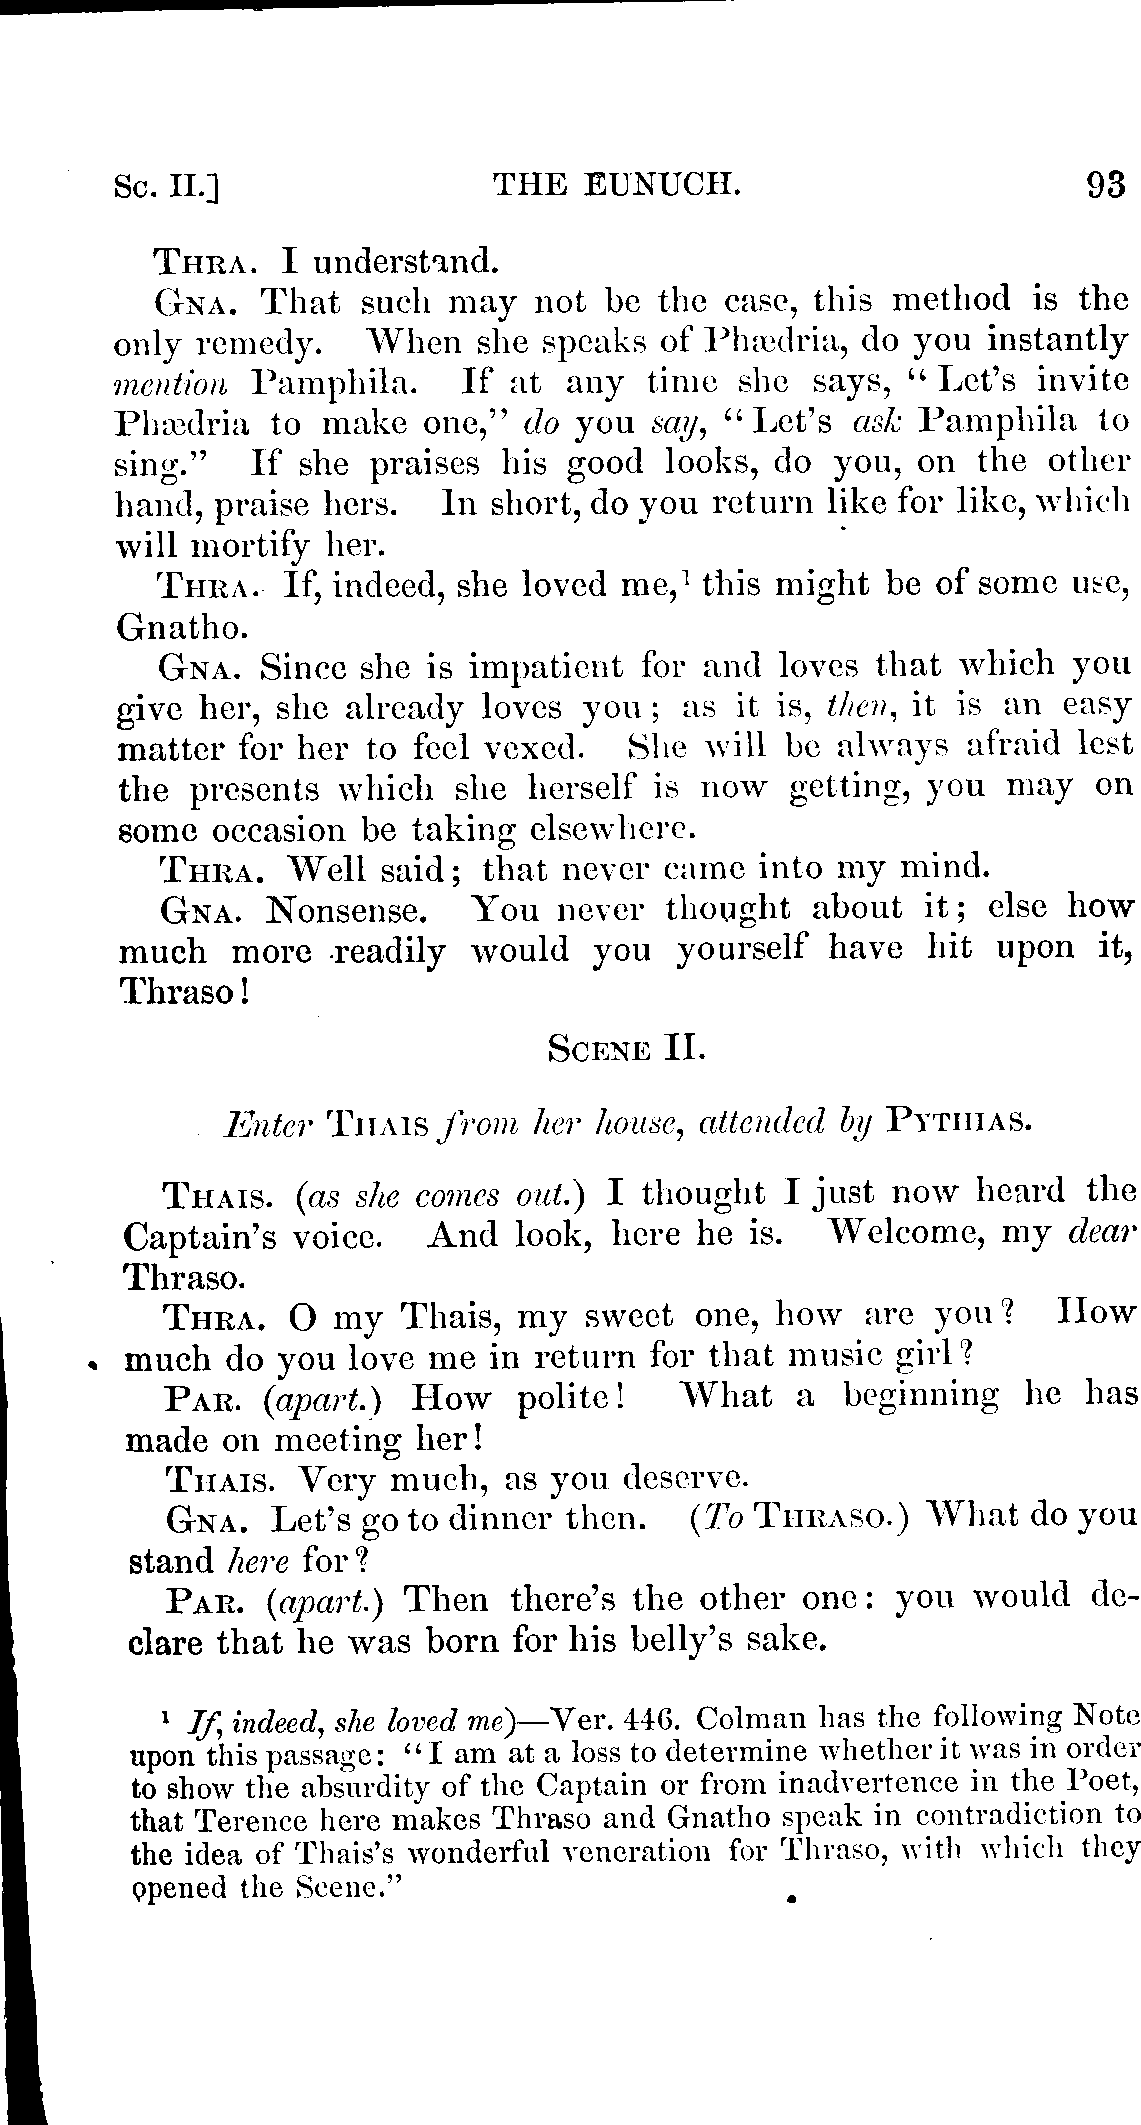 Sc. II.] THE EUNUCH. 93
THRA. I understand.
GNA. That such may not be the case, this method is the
only remedy. When she speaks of Phædria, do you instantly
mention Pamphila. If at any time she says, “Let's invite
Phædria to make one,” do you say, “Let's ask Pamphila to
sing.” If she praises his good looks, do you, on the other
hand, praise hers. In short, do you return like for like, which
will mortify her.
THRA. If, indeed, she loved me,¹ this might be of some use,
Gnatho.
GNA. Since she is impatient for and loves that which you
give her, she already loves you; as it is, then, it is an easy
matter for her to feel vexed. She will be always afraid lest
the presents which she herself is now getting, you may on
some occasion be taking elsewhere.
THRA. Well said; that never came into my mind.
GNA. Nonsense. You never thought about it; else how
much more readily would you yourself have hit upon it,
Thraso!
SCENE II.
Enter THAIS from her house, attended by PYTHIAS.
THAIS. (as she comes out.) I thought I just now heard the
Captain's voice. And look, here he is. Welcome, my dear
Thraso.
THRA. O my Thais, my sweet one, how are you? How
much do you love me in return for that music girl?
PAR. (apart.) How polite! What a beginning he has
made on meeting her!
THAIS. Very much, as you deserve.
GNA. Let's go to dinner then. (To THRASO.) What do you
stand here for?
PAR. (apart.) Then there's the other one: you would de-
clare that he was born for his belly's sake.
¹ If, indeed, she loved me)—Ver. 446. Colman has the following Note
upon this passage: “I am at a loss to determine whether it was in order
to show the absurdity of the Captain or from inadvertence in the Poet,
that Terence here makes Thraso and Gnatho speak in contradiction to
the idea of Thais's wonderful veneration for Thraso, with which they
opened the Scene.”